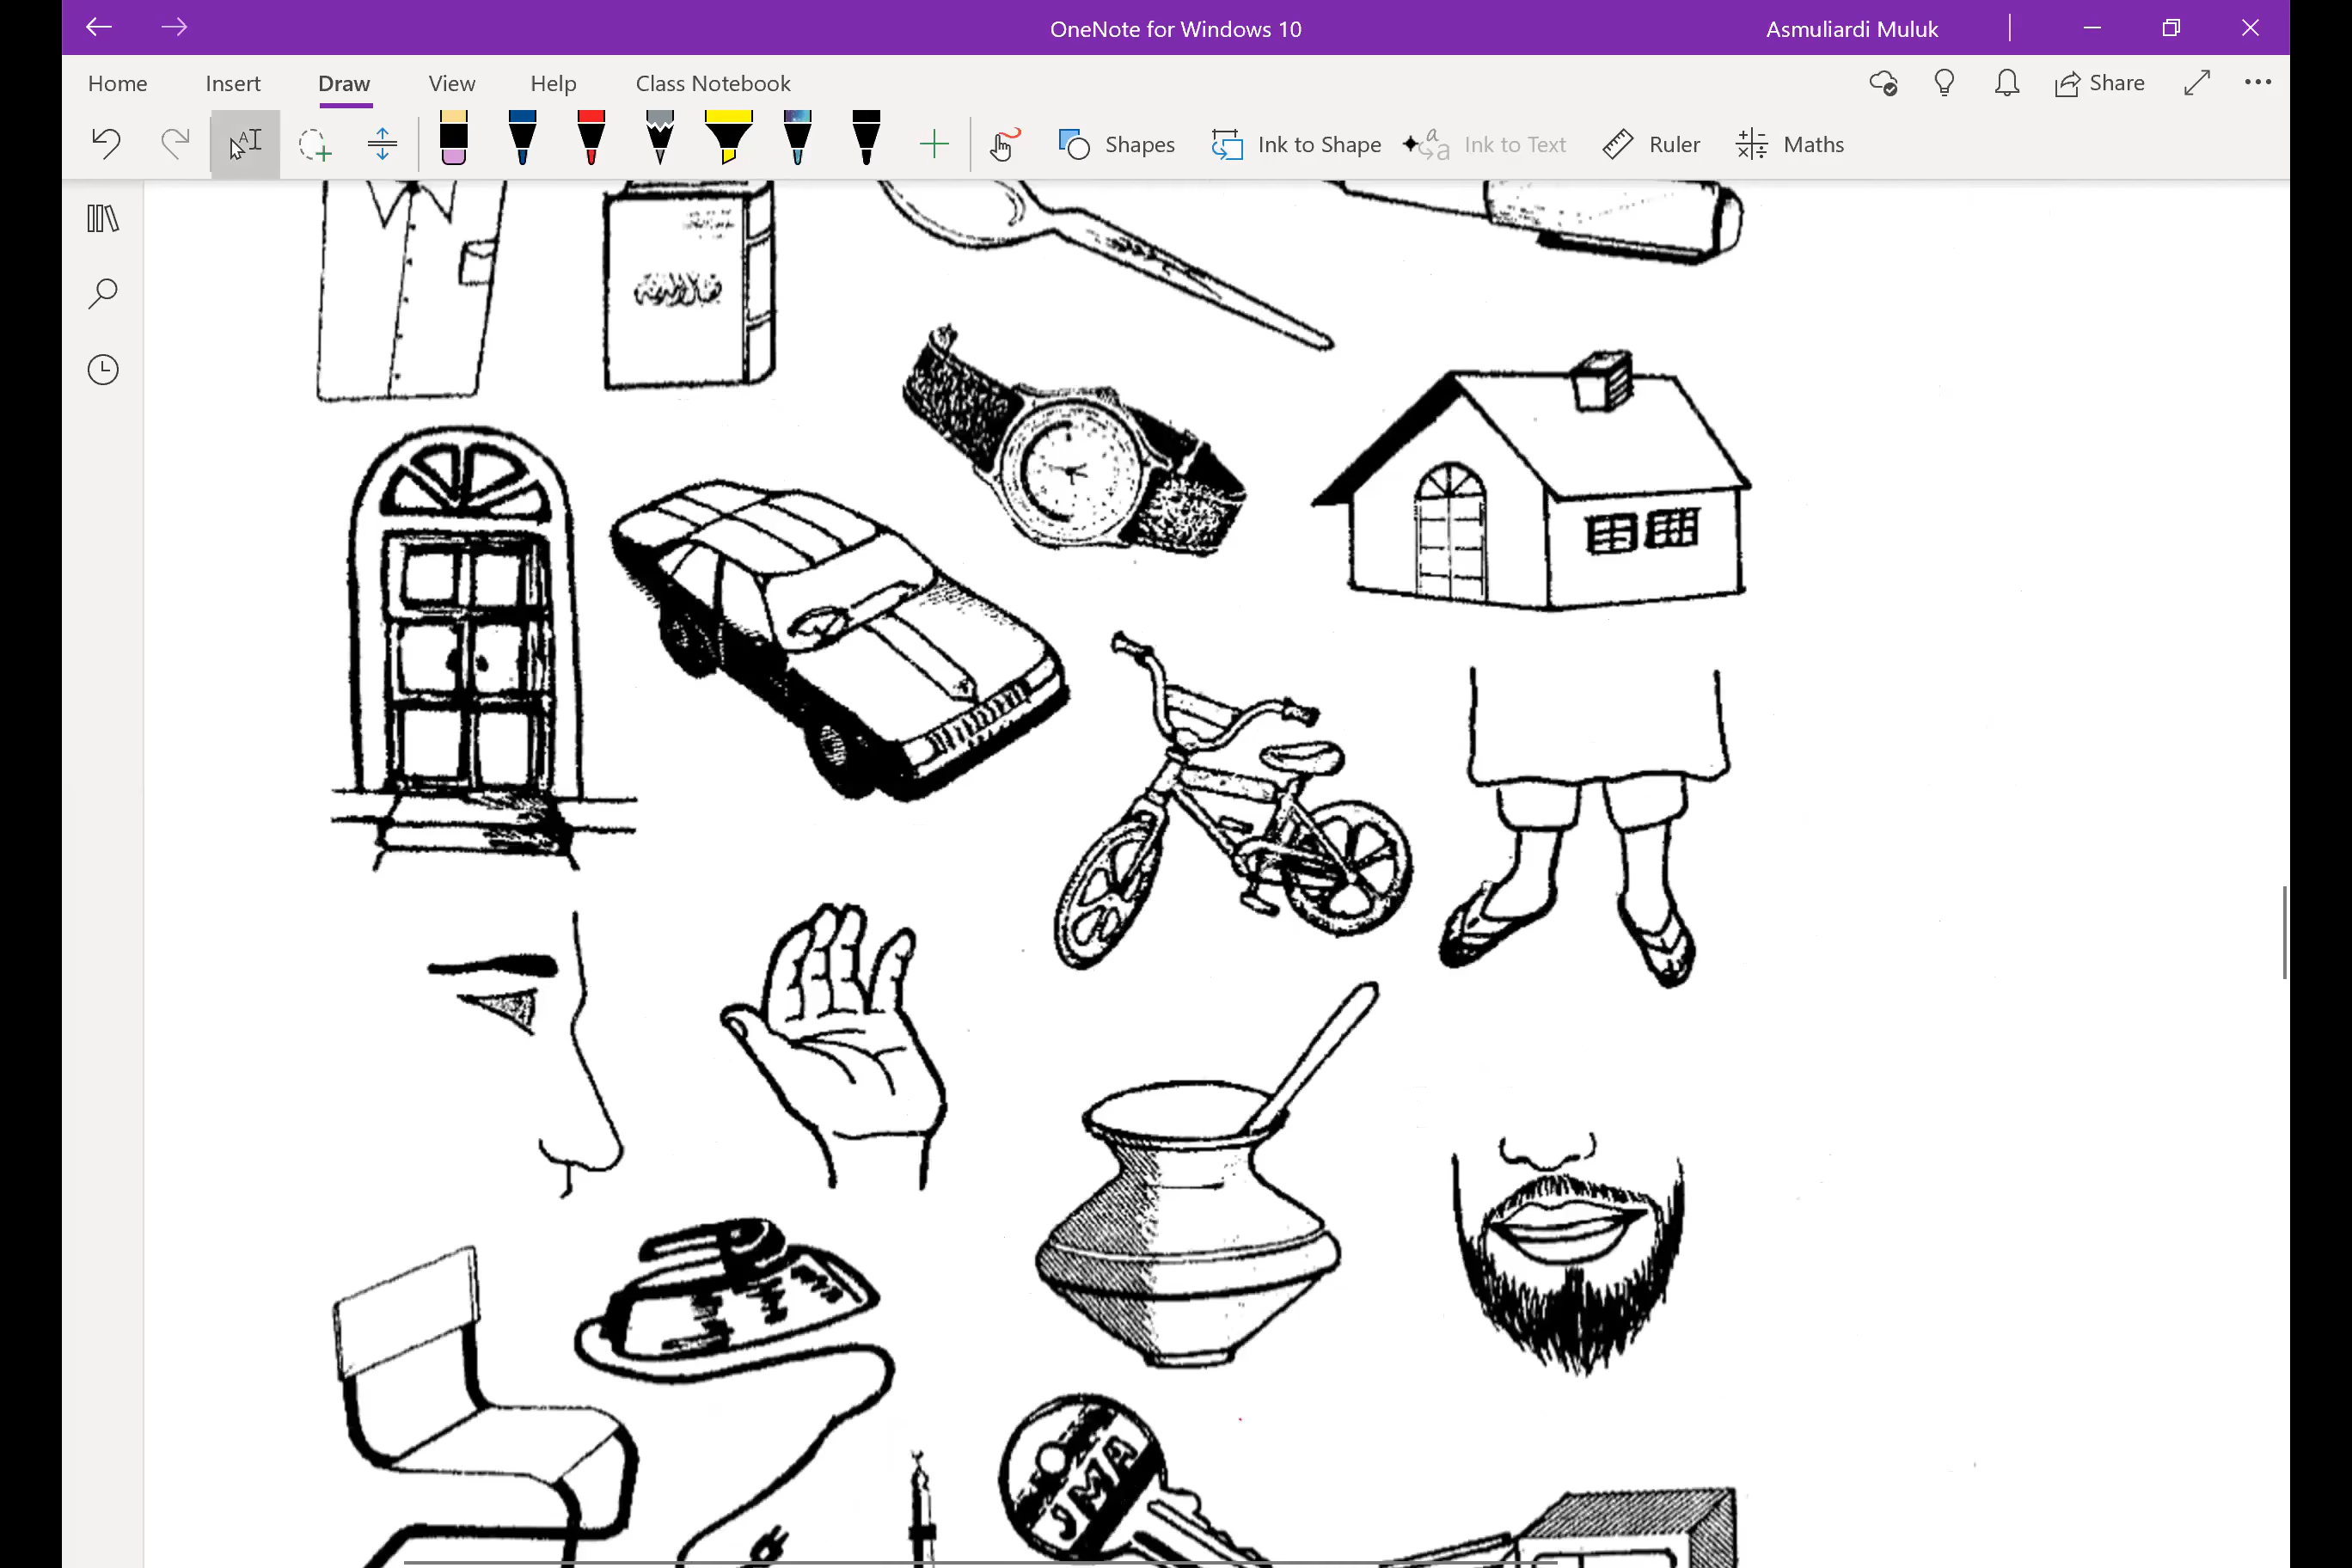 OneNote for Windows 10
Asmuliardi Muluk
Home Insert Draw View Help Class Notebook
Share
Shapes Ink to Shape Ink to Text Ruler Maths
JMA